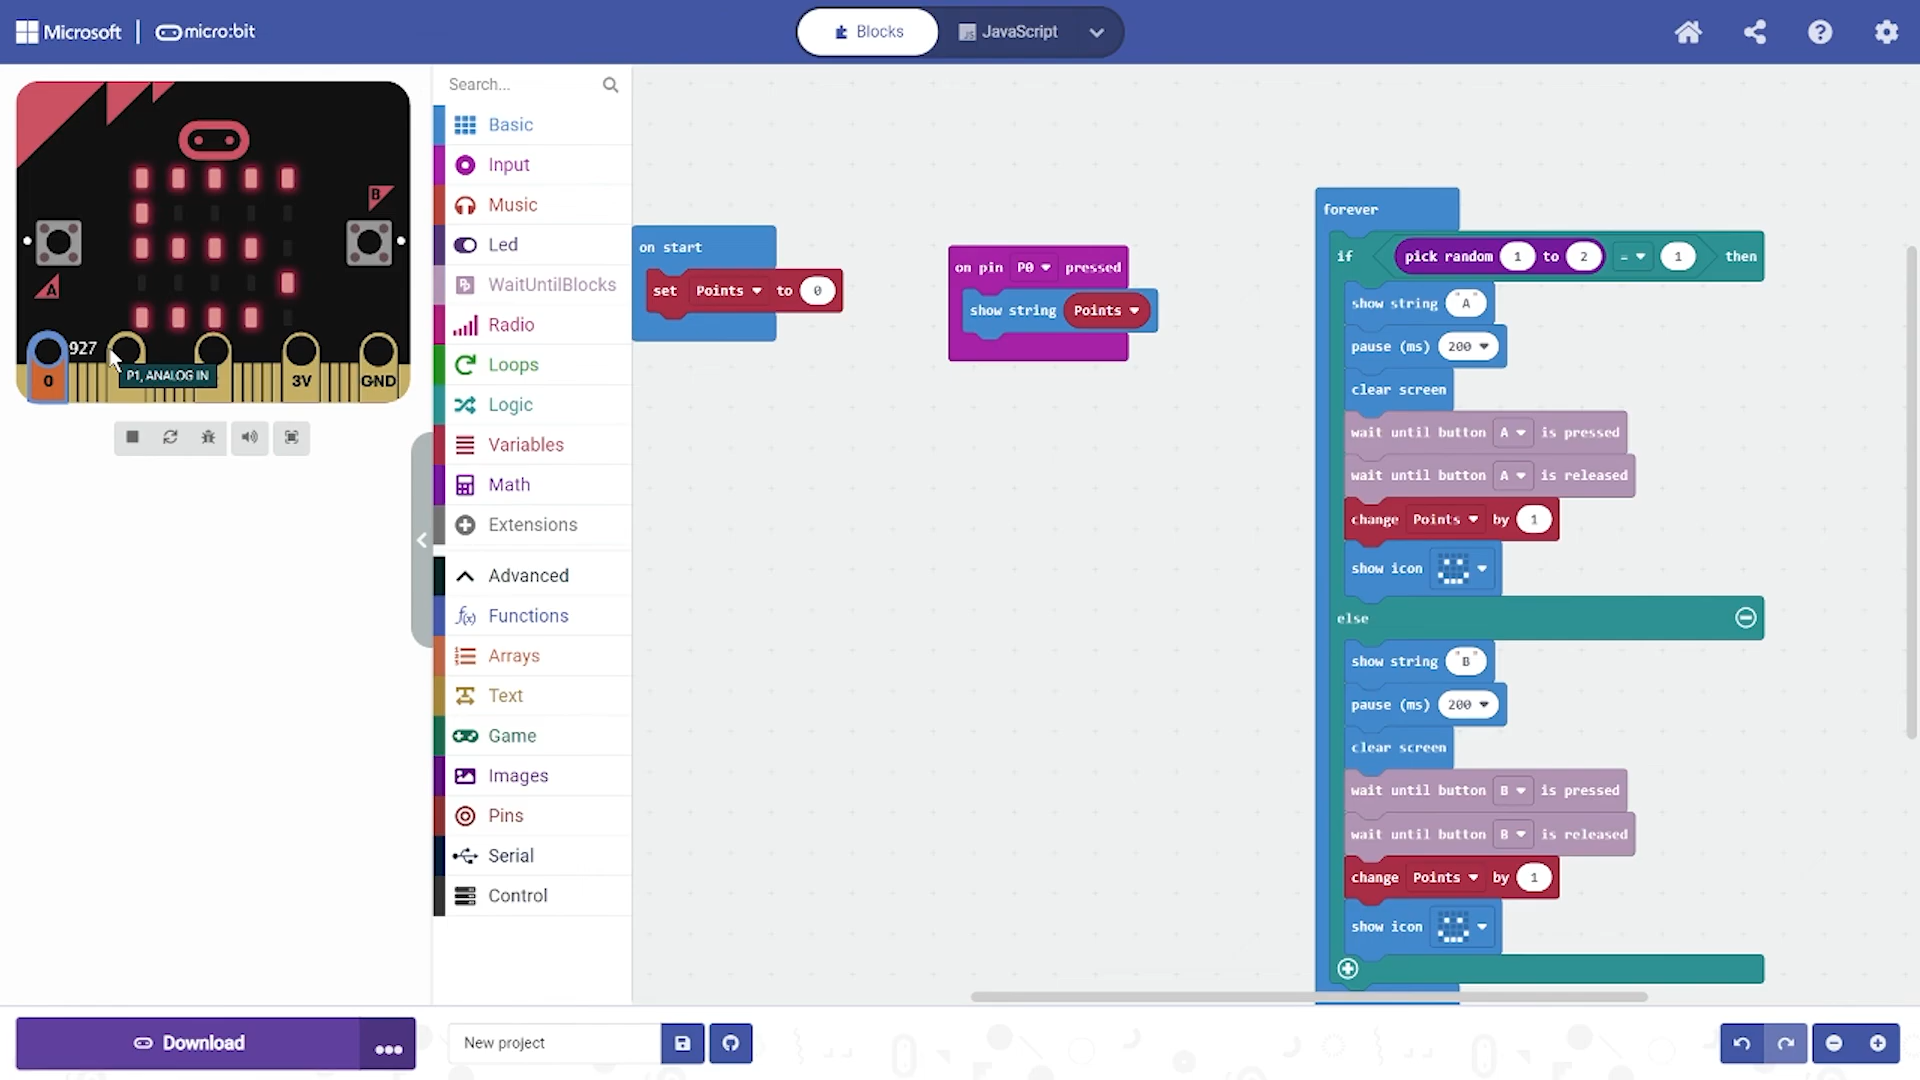 Microsoft
micro:bit
Blocks
JavaScript
B
A
927
P1, ANALOG IN
0
3V
GND
Search...
Basic
Input
Music
Led
WaitUntilBlocks
Radio
Loops
Logic
Variables
Math
Extensions
Advanced
Functions
Arrays
Text
Game
Images
Pins
Serial
Control
on start
set Points to 0
on pin P0 pressed
show string Points
forever
if pick random 1 to 2 = 1 then
show string "A"
pause (ms) 200
clear screen
wait until button A is pressed
wait until button A is released
change Points by 1
show icon
else
show string "B"
pause (ms) 200
clear screen
wait until button B is pressed
wait until button B is released
change Points by 1
show icon
Download
New project